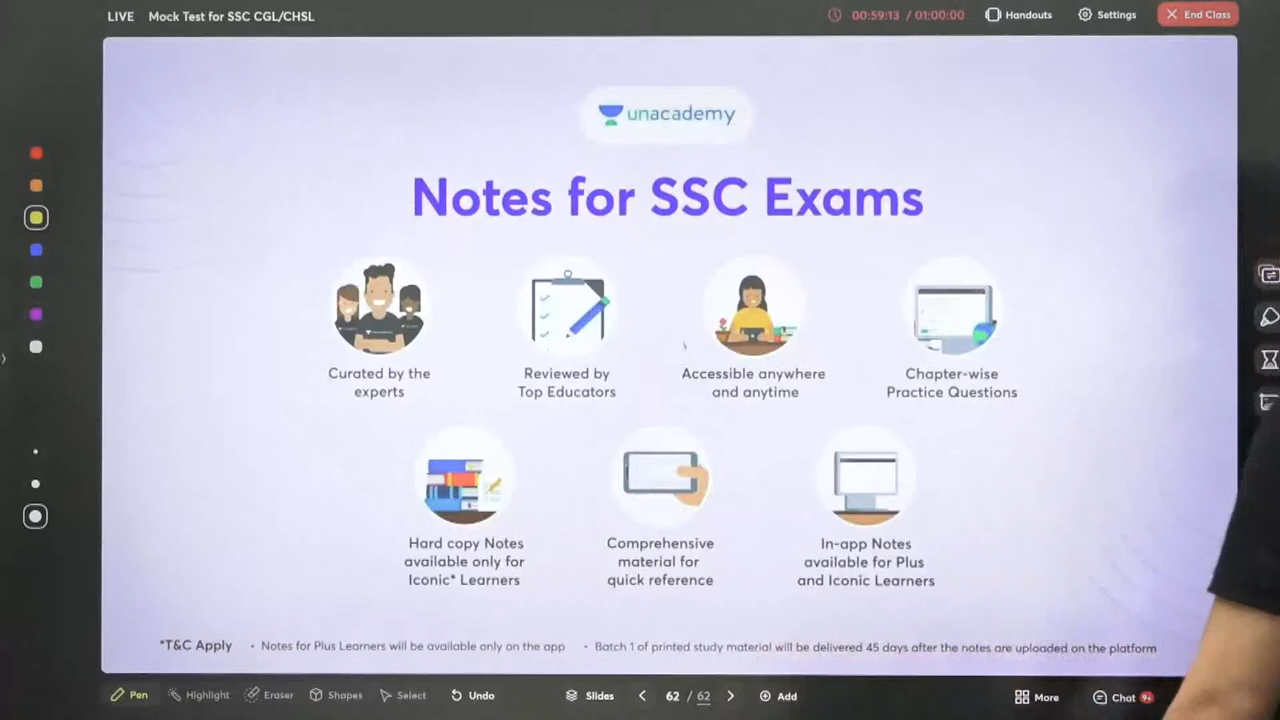 LIVE Mock Test for SSC CGL/CHSL
00:59:13 / 01:00:00 Handouts Settings End Class
unacademy
Notes for SSC Exams
Curated by the
experts
Reviewed by
Top Educators
Accessible anywhere
and anytime
Chapter-wise
Practice Questions
Hard copy Notes
available only for
Iconic* Learners
Comprehensive
material for
quick reference
In-app Notes
available for Plus
and Iconic Learners
*T&C Apply • Notes for Plus Learners will be available only on the app • Batch 1 of printed study material will be delivered 45 days after the notes are uploaded on the platform
Pen Highlight Eraser Shapes Select Undo Slides 62 / 62 Add More Chat 9+